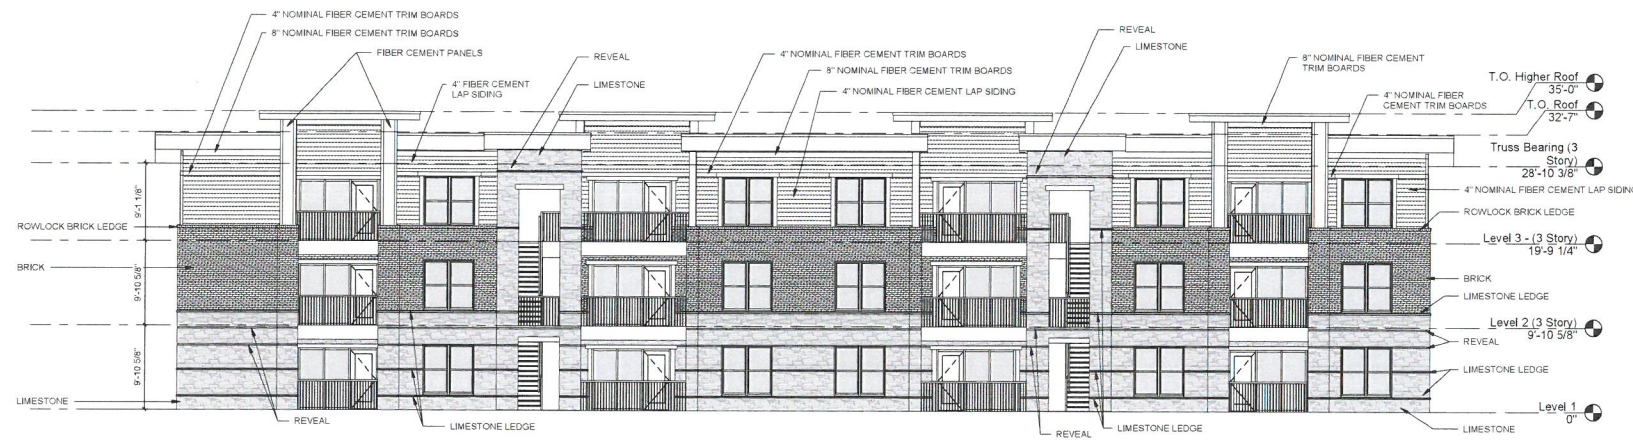 4" NOMINAL FIBER CEMENT TRIM BOARDS
8" NOMINAL FIBER CEMENT TRIM BOARDS
FIBER CEMENT PANELS
4" FIBER CEMENT
LAP SIDING
REVEAL
LIMESTONE
4" NOMINAL FIBER CEMENT TRIM BOARDS
8" NOMINAL FIBER CEMENT TRIM BOARDS
4" NOMINAL FIBER CEMENT LAP SIDING
REVEAL
LIMESTONE
8" NOMINAL FIBER CEMENT
TRIM BOARDS
4" NOMINAL FIBER
CEMENT TRIM BOARDS
T.O. Higher Roof
35'-0"
T.O. Roof
32'-7"
Truss Bearing (3
Story)
28'-10 3/8"
4" NOMINAL FIBER CEMENT LAP SIDING
ROWLOCK BRICK LEDGE
Level 3 - (3 Story)
19'-9 1/4"
BRICK
LIMESTONE LEDGE
Level 2 (3 Story)
9'-10 5/8"
REVEAL
LIMESTONE LEDGE
Level 1
0"
LIMESTONE
9'-1 1/8"
ROWLOCK BRICK LEDGE
9'-10 5/8"
BRICK
9'-10 5/8"
LIMESTONE
REVEAL
LIMESTONE LEDGE
REVEAL
LIMESTONE LEDGE